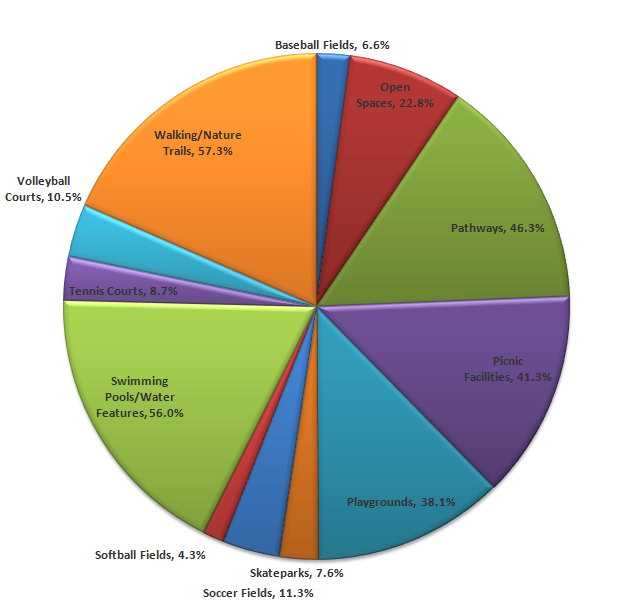 Baseball Fields, 6.6%
Open
Spaces, 22.8%
Pathways, 46.3%
Picnic
Facilities, 41.3%
Playgrounds, 38.1%
Skateparks, 7.6%
Soccer Fields, 11.3%
Softball Fields, 4.3%
Swimming
Pools/Water
Features,56.0%
Tennis Courts, 8.7%
Volleyball
Courts, 10.5%
Walking/Nature
Trails, 57.3%